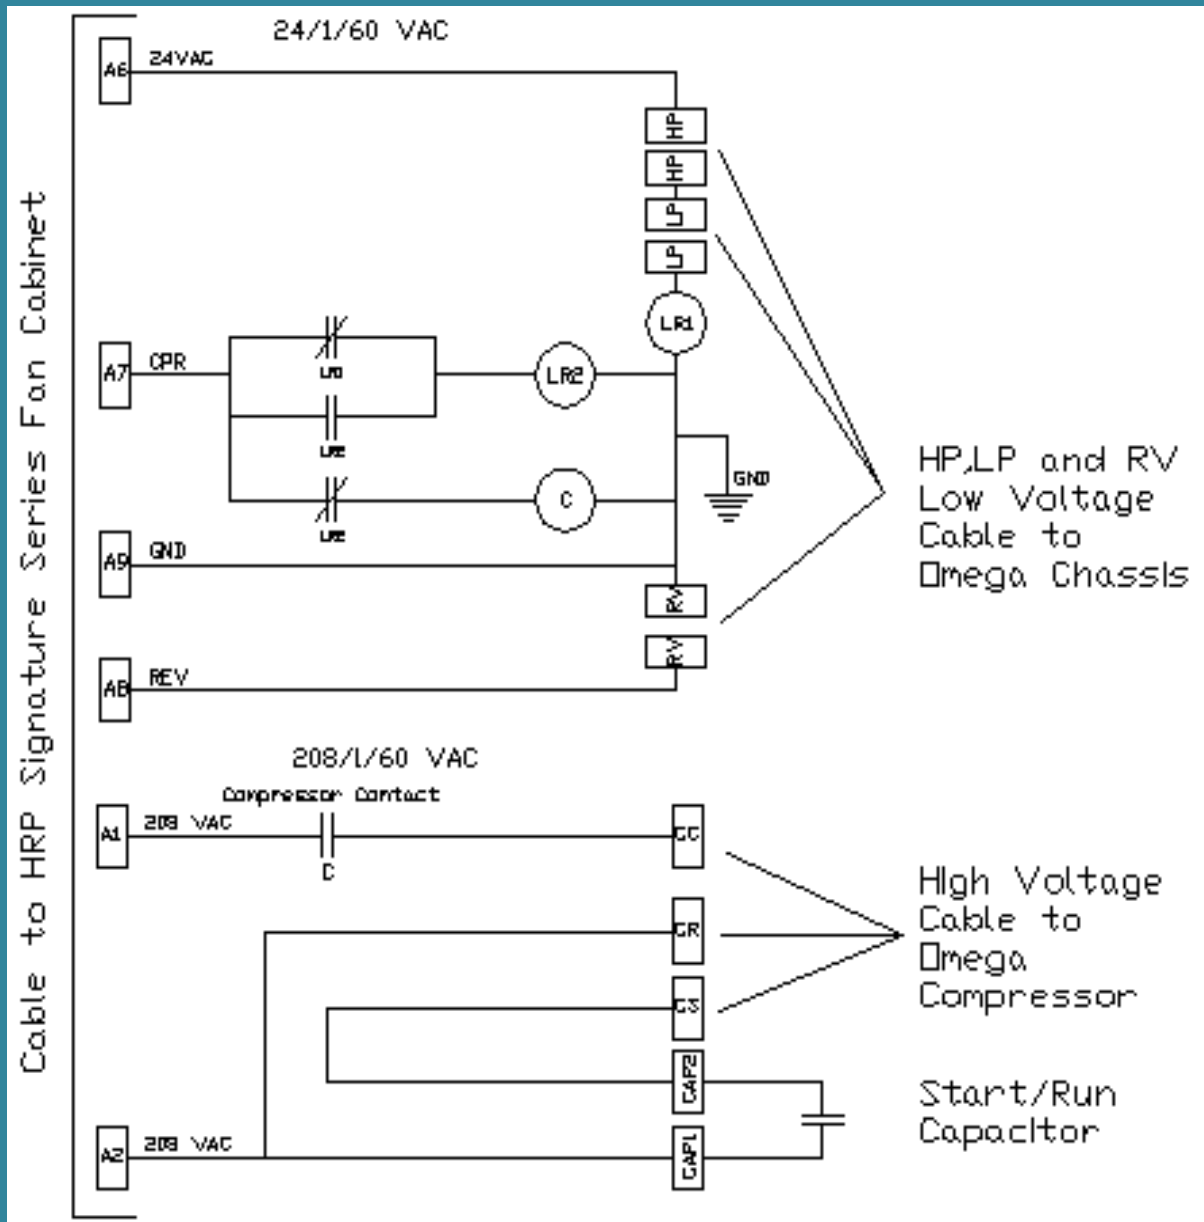 24/1/60 VAC
A6
24VAC
HP
HP
LP
LP
LR1
A7
CPR
LR1
LR2
LR2
LR2
C
GND
A9
GND
RV
RV
A8
REV
HP,LP and RV
Low Voltage
Cable to
Omega Chassis
Cable to HRP Signature Series Fan Cabinet
208/1/60 VAC
Compressor Contact
A1
208 VAC
C
CC
CR
CS
CAP2
CAP1
A2
208 VAC
High Voltage
Cable to
Omega
Compressor
Start/Run
Capacitor